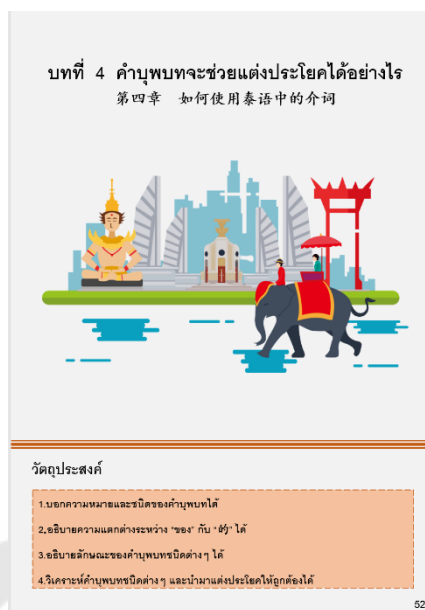 บทที่ 4 คำบุพบทจะช่วยแต่งประโยคได้อย่างไร
第四章 如何使用泰语中的介词
วัตถุประสงค์
1.บอกความหมายและชนิดของคำบุพบทได้
2.อธิบายความแตกต่างระหว่าง "ของ" กับ " ได้
3.อธิบายลักษณะของคำบุพบทชนิดต่างๆ ได้
4.วิเคราะห์คำบุพบทชนิดต่างๆ และนำมาแต่งประโยคให้ถูกต้องได้
52